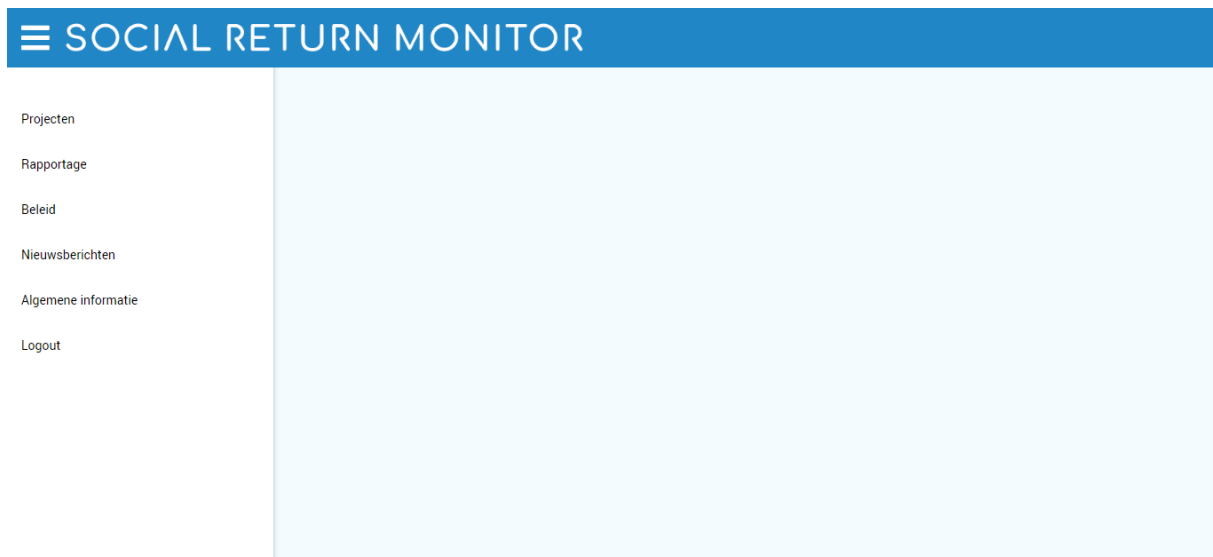 SOCIAL RETURN MONITOR
Projecten
Rapportage
Beleid
Nieuwsberichten
Algemene informatie
Logout